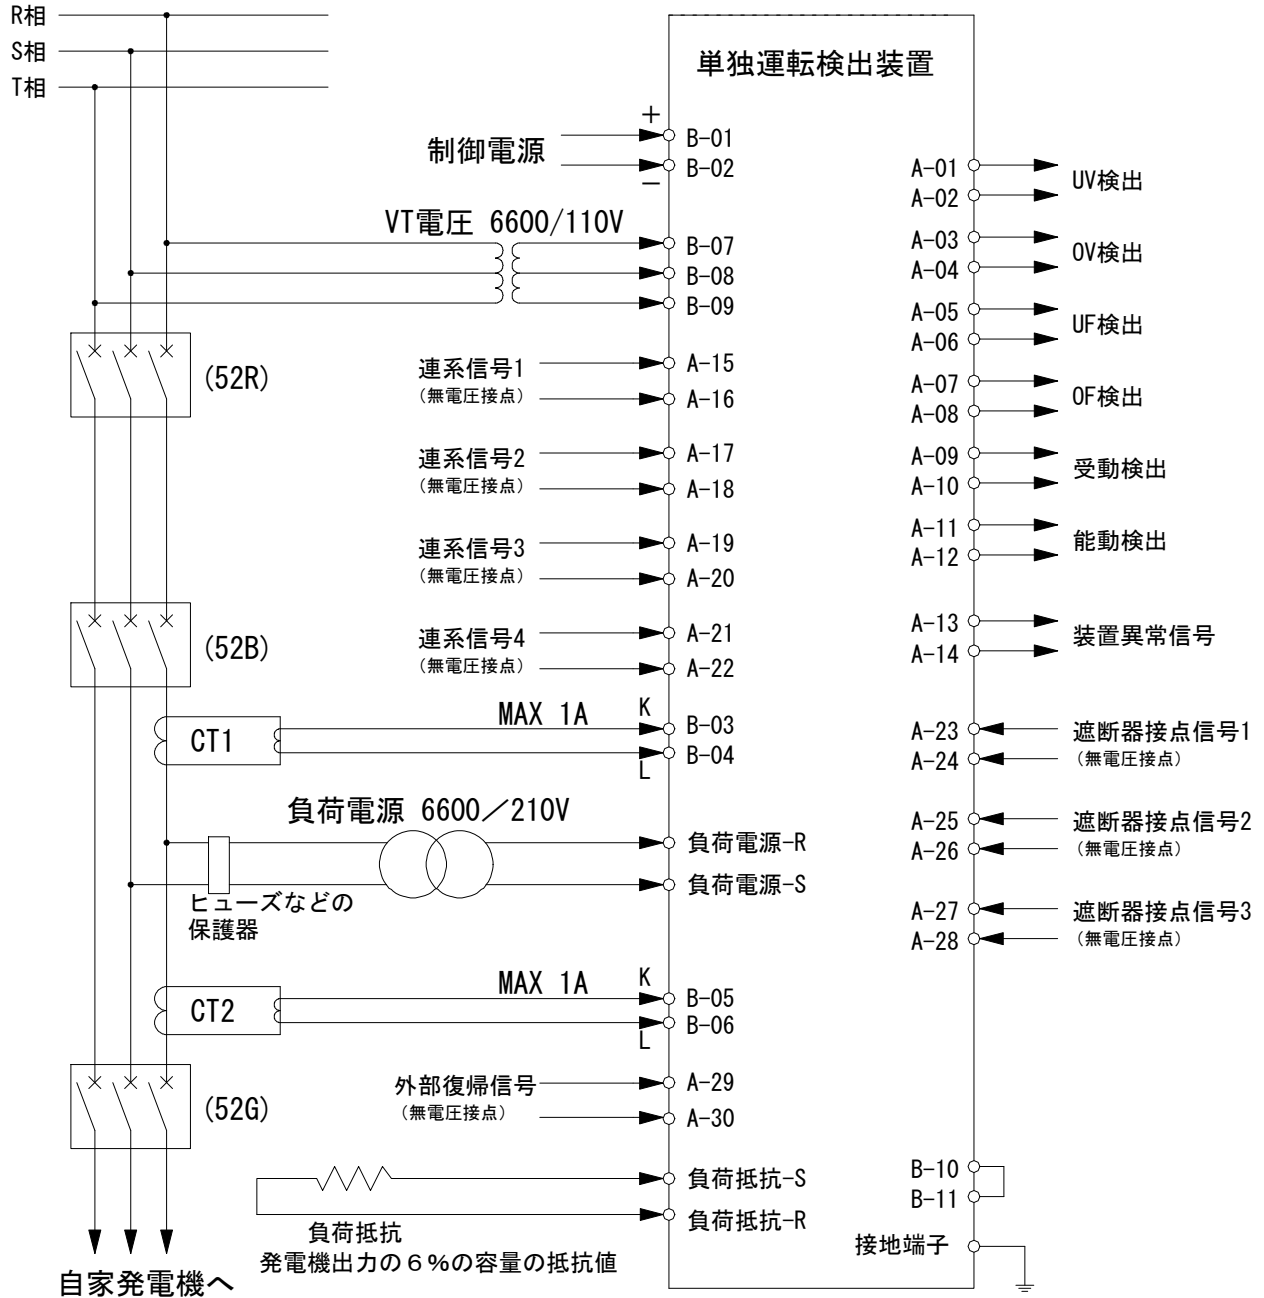 R相
S相
T相
単独運転検出装置
制御電源
+
−
B-01
B-02
VT電圧 6600/110V
B-07
B-08
B-09
(52R)
連系信号1
(無電圧接点)
A-15
A-16
連系信号2
(無電圧接点)
A-17
A-18
連系信号3
(無電圧接点)
A-19
A-20
(52B)
連系信号4
(無電圧接点)
A-21
A-22
CT1
MAX 1A
K
L
B-03
B-04
負荷電源 6600／210V
負荷電源-R
負荷電源-S
ヒューズなどの
保護器
CT2
MAX 1A
K
L
B-05
B-06
(52G)
外部復帰信号
(無電圧接点)
A-29
A-30
負荷抵抗-S
負荷抵抗-R
負荷抵抗
発電機出力の６%の容量の抵抗値
自家発電機へ
A-01
A-02
UV検出
A-03
A-04
OV検出
A-05
A-06
UF検出
A-07
A-08
OF検出
A-09
A-10
受動検出
A-11
A-12
能動検出
A-13
A-14
装置異常信号
A-23
A-24
遮断器接点信号1
(無電圧接点)
A-25
A-26
遮断器接点信号2
(無電圧接点)
A-27
A-28
遮断器接点信号3
(無電圧接点)
B-10
B-11
接地端子